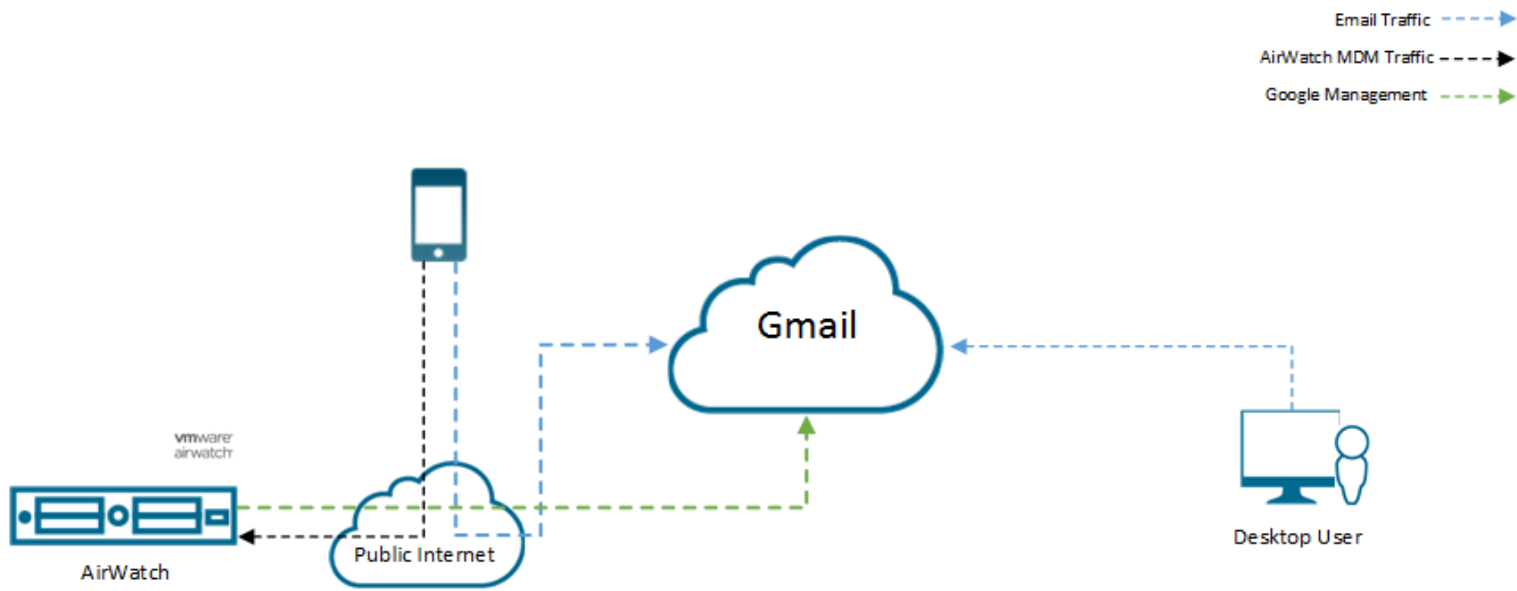 Email Traffic
AirWatch MDM Traffic
Google Management
Gmail
vmware
airwatch
Public Internet
Desktop User
AirWatch